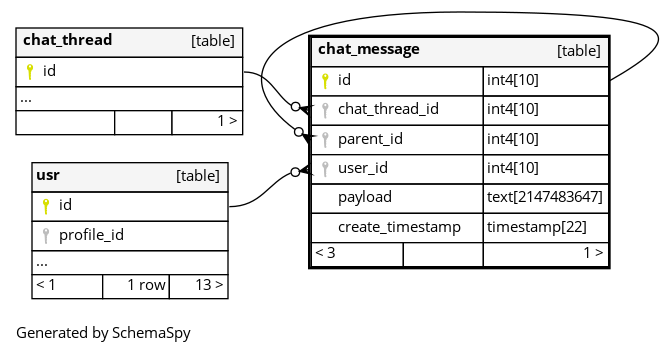 chat_thread [table]
id
...
1 >
chat_message [table]
id int4[10]
chat_thread_id int4[10]
parent_id int4[10]
user_id int4[10]
payload text[2147483647]
create_timestamp timestamp[22]
< 3 1 >
usr [table]
id
profile_id
...
< 1 1 row 13 >
Generated by SchemaSpy